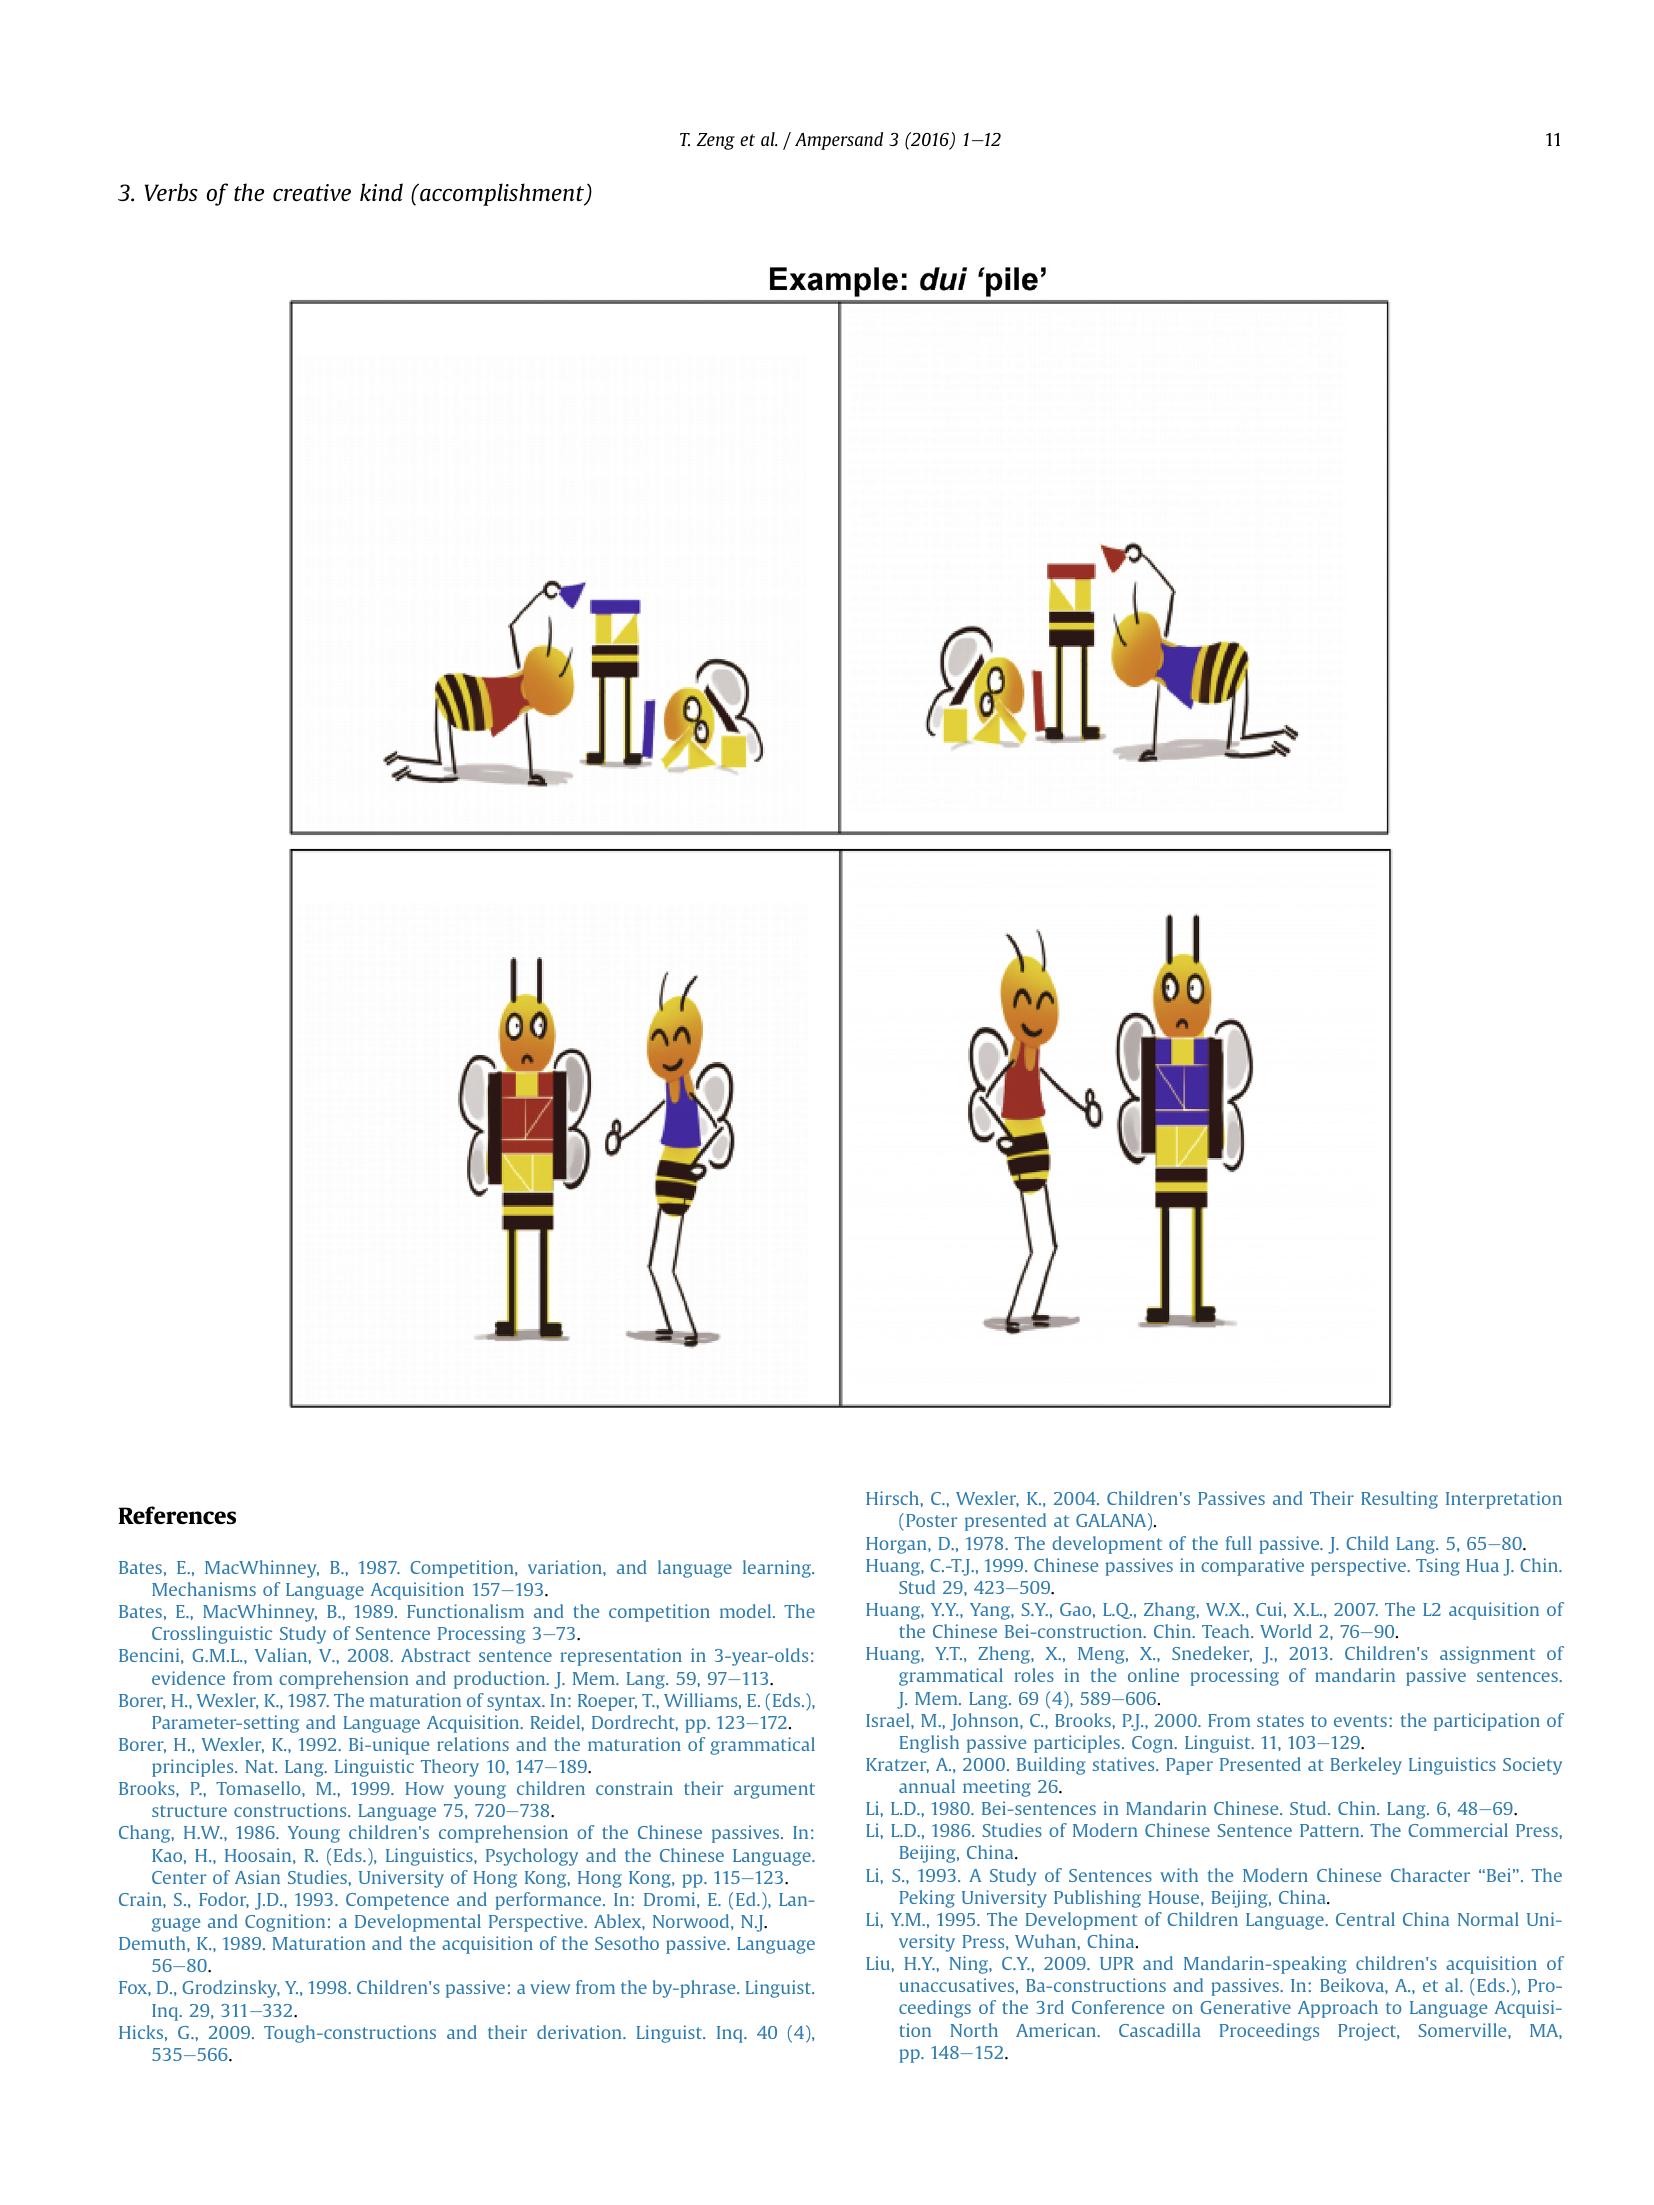 T. Zeng et al. / Ampersand 3 (2016) 1–12
11
3. Verbs of the creative kind (accomplishment)
Example: dui ‘pile’
References
Bates, E., MacWhinney, B., 1987. Competition, variation, and language learning.
Mechanisms of Language Acquisition 157–193.
Bates, E., MacWhinney, B., 1989. Functionalism and the competition model. The
Crosslinguistic Study of Sentence Processing 3–73.
Bencini, G.M.L., Valian, V., 2008. Abstract sentence representation in 3-year-olds:
evidence from comprehension and production. J. Mem. Lang. 59, 97–113.
Borer, H., Wexler, K., 1987. The maturation of syntax. In: Roeper, T., Williams, E. (Eds.),
Parameter-setting and Language Acquisition. Reidel, Dordrecht, pp. 123–172.
Borer, H., Wexler, K., 1992. Bi-unique relations and the maturation of grammatical
principles. Nat. Lang. Linguistic Theory 10, 147–189.
Brooks, P., Tomasello, M., 1999. How young children constrain their argument
structure constructions. Language 75, 720–738.
Chang, H.W., 1986. Young children's comprehension of the Chinese passives. In:
Kao, H., Hoosain, R. (Eds.), Linguistics, Psychology and the Chinese Language.
Center of Asian Studies, University of Hong Kong, Hong Kong, pp. 115–123.
Crain, S., Fodor, J.D., 1993. Competence and performance. In: Dromi, E. (Ed.), Lan-
guage and Cognition: a Developmental Perspective. Ablex, Norwood, N.J.
Demuth, K., 1989. Maturation and the acquisition of the Sesotho passive. Language
56–80.
Fox, D., Grodzinsky, Y., 1998. Children's passive: a view from the by-phrase. Linguist.
Inq. 29, 311–332.
Hicks, G., 2009. Tough-constructions and their derivation. Linguist. Inq. 40 (4),
535–566.
Hirsch, C., Wexler, K., 2004. Children's Passives and Their Resulting Interpretation
(Poster presented at GALANA).
Horgan, D., 1978. The development of the full passive. J. Child Lang. 5, 65–80.
Huang, C.-T.J., 1999. Chinese passives in comparative perspective. Tsing Hua J. Chin.
Stud 29, 423–509.
Huang, Y.Y., Yang, S.Y., Gao, L.Q., Zhang, W.X., Cui, X.L., 2007. The L2 acquisition of
the Chinese Bei-construction. Chin. Teach. World 2, 76–90.
Huang, Y.T., Zheng, X., Meng, X., Snedeker, J., 2013. Children's assignment of
grammatical roles in the online processing of mandarin passive sentences.
J. Mem. Lang. 69 (4), 589–606.
Israel, M., Johnson, C., Brooks, P.J., 2000. From states to events: the participation of
English passive participles. Cogn. Linguist. 11, 103–129.
Kratzer, A., 2000. Building statives. Paper Presented at Berkeley Linguistics Society
annual meeting 26.
Li, L.D., 1980. Bei-sentences in Mandarin Chinese. Stud. Chin. Lang. 6, 48–69.
Li, L.D., 1986. Studies of Modern Chinese Sentence Pattern. The Commercial Press,
Beijing, China.
Li, S., 1993. A Study of Sentences with the Modern Chinese Character “Bei”. The
Peking University Publishing House, Beijing, China.
Li, Y.M., 1995. The Development of Children Language. Central China Normal Uni-
versity Press, Wuhan, China.
Liu, H.Y., Ning, C.Y., 2009. UPR and Mandarin-speaking children's acquisition of
unaccusatives, Ba-constructions and passives. In: Beikova, A., et al. (Eds.), Pro-
ceedings of the 3rd Conference on Generative Approach to Language Acquisi-
tion North American. Cascadilla Proceedings Project, Somerville, MA,
pp. 148–152.